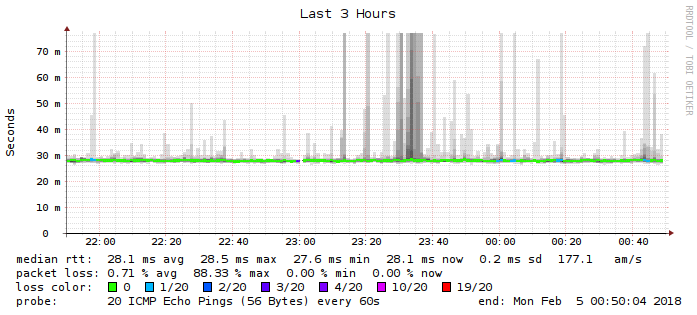 Last 3 Hours
RRDTOOL / TOBI OETIKER
Seconds
70 m
60 m
50 m
40 m
30 m
20 m
10 m
0
22:00 22:20 22:40 23:00 23:20 23:40 00:00 00:20 00:40
median rtt: 28.1 ms avg 28.5 ms max 27.6 ms min 28.1 ms now 0.2 ms sd 177.1 am/s
packet loss: 0.71 % avg 88.33 % max 0.00 % min 0.00 % now
loss color: 0 1/20 2/20 3/20 4/20 10/20 19/20
probe: 20 ICMP Echo Pings (56 Bytes) every 60s end: Mon Feb 5 00:50:04 2018